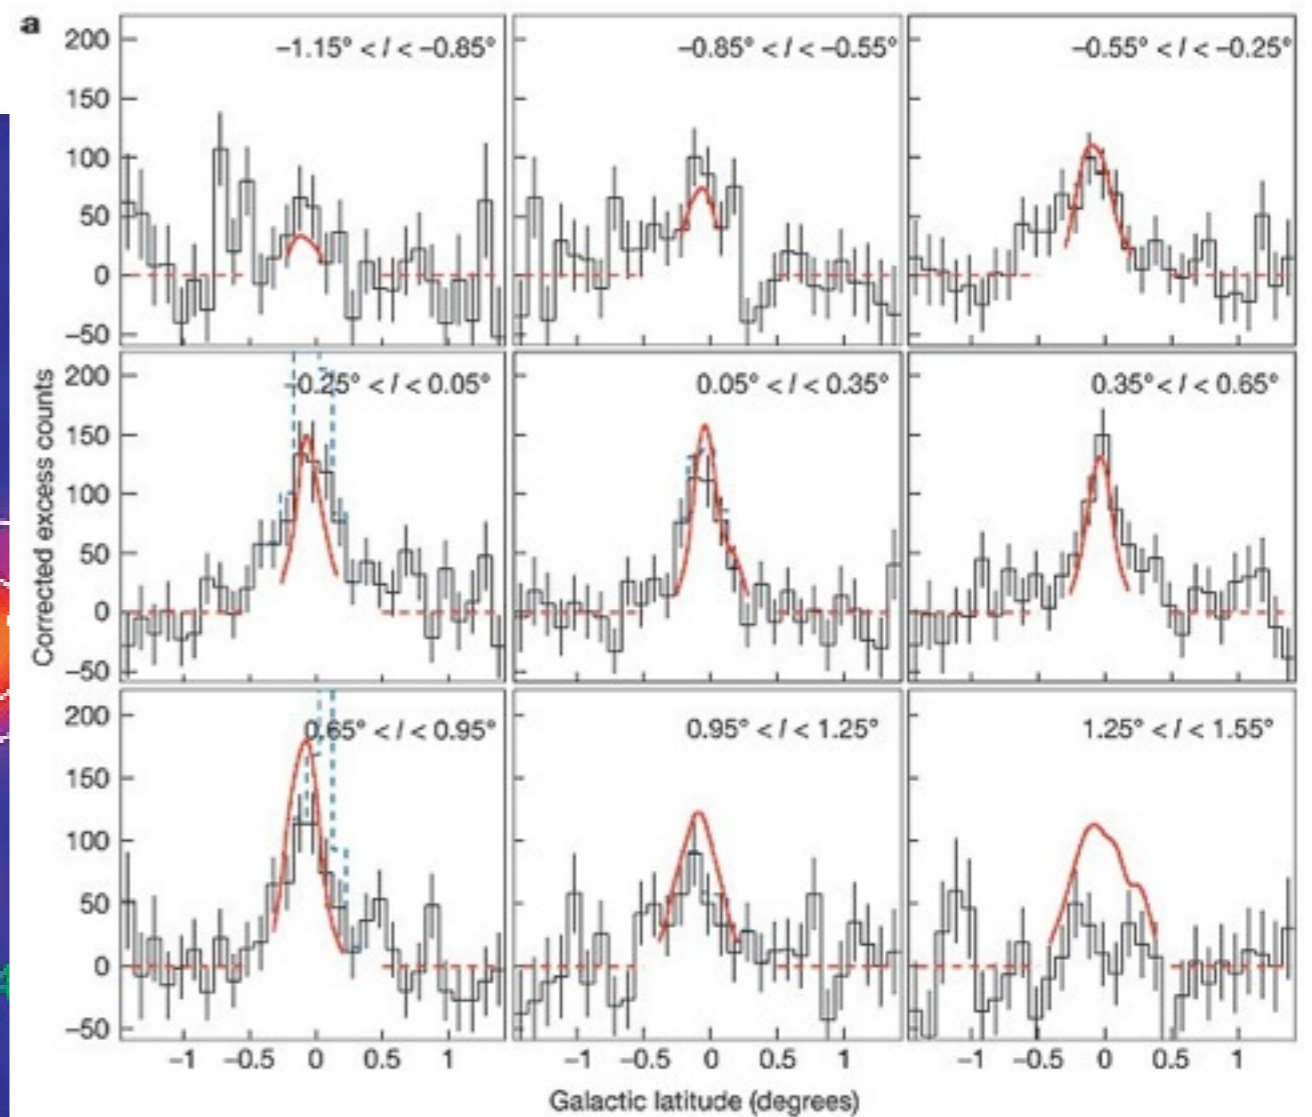 a
−1.15° < l < −0.85°
−0.85° < l < −0.55°
−0.55° < l < −0.25°
200
150
100
50
0
−50
−0.25° < l < 0.05°
0.05° < l < 0.35°
0.35° < l < 0.65°
200
150
100
50
0
−50
Corrected excess counts
0.65° < l < 0.95°
0.95° < l < 1.25°
1.25° < l < 1.55°
200
150
100
50
0
−50
−1 −0.5 0 0.5 1
−1 −0.5 0 0.5 1
−1 −0.5 0 0.5 1
Galactic latitude (degrees)